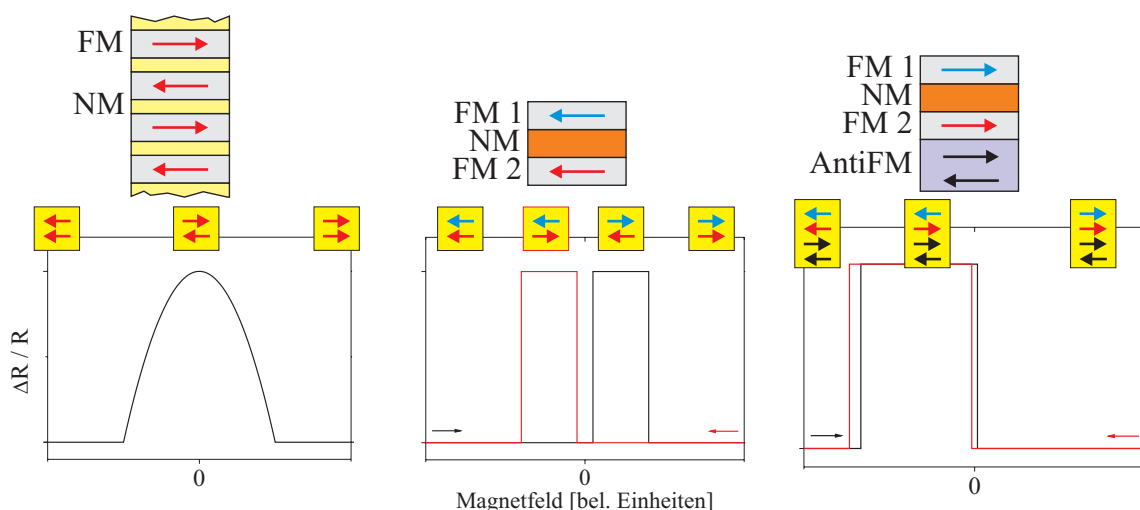 FM
NM
FM 1
NM
FM 2
FM 1
NM
FM 2
AntiFM
ΔR / R
0
0
0
Magnetfeld [bel. Einheiten]